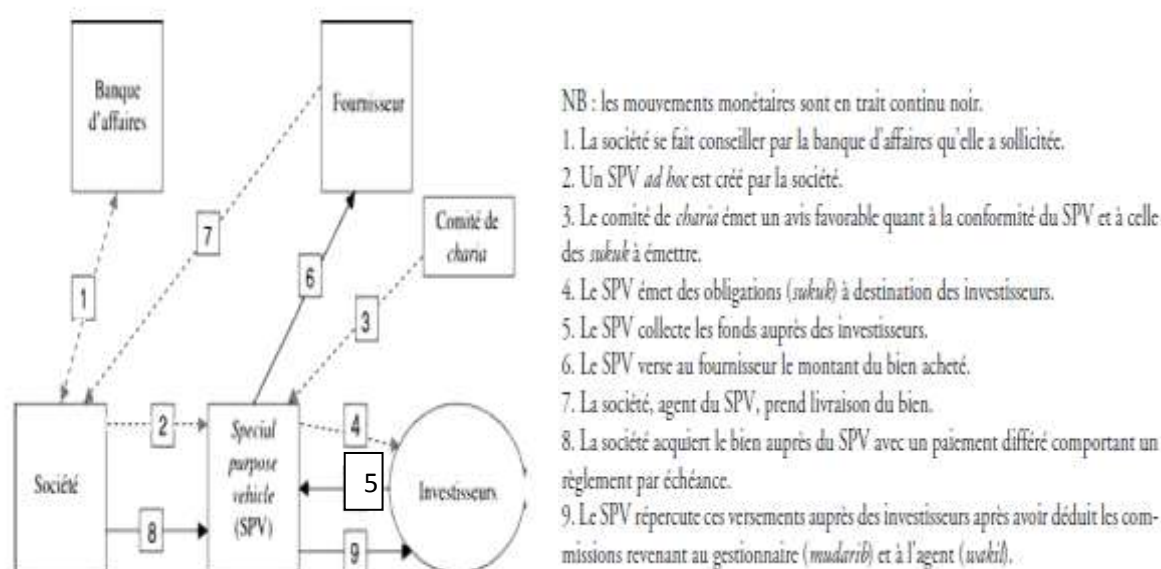 Banque
d'affaires
Fournisseur
Comité de
charia
7
6
1
3
2
4
Société
Special
purpose
vehicle
(SPV)
5
Investisseurs
8
9
NB : les mouvements monétaires sont en trait continu noir.
1. La société se fait conseiller par la banque d'affaires qu'elle a sollicitée.
2. Un SPV ad hoc est créé par la société.
3. Le comité de charia émet un avis favorable quant à la conformité du SPV et à celle
des sukuk à émettre.
4. Le SPV émet des obligations (sukuk) à destination des investisseurs.
5. Le SPV collecte les fonds auprès des investisseurs.
6. Le SPV verse au fournisseur le montant du bien acheté.
7. La société, agent du SPV, prend livraison du bien.
8. La société acquiert le bien auprès du SPV avec un paiement différé comportant un
règlement par échéance.
9. Le SPV répercute ces versements auprès des investisseurs après avoir déduit les com-
missions revenant au gestionnaire (mudarib) et à l'agent (wakil).